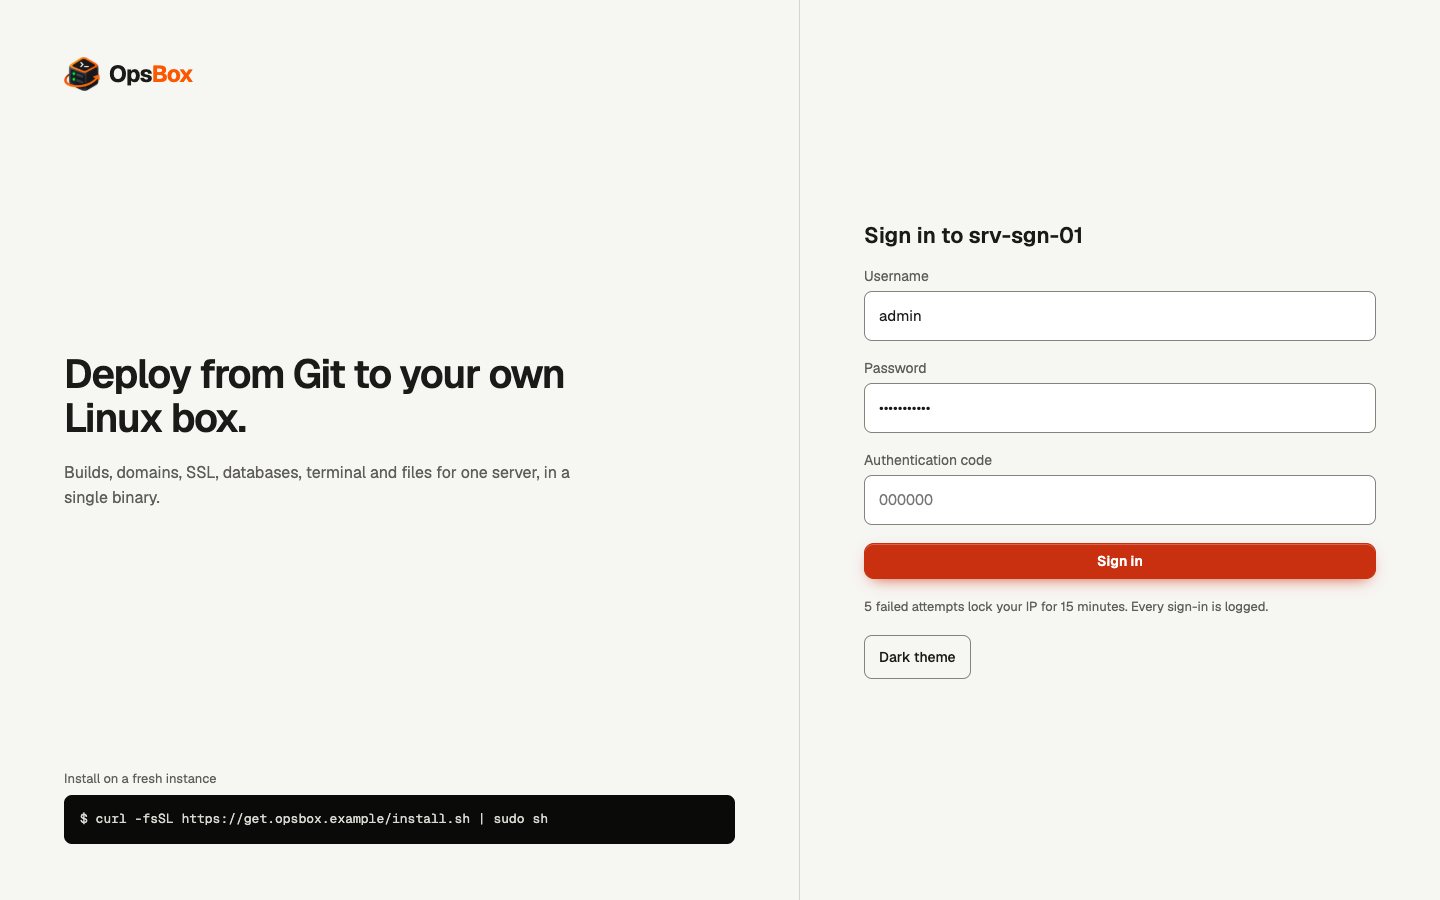 OpsBox
Deploy from Git to your own
Linux box.
Builds, domains, SSL, databases, terminal and files for one server, in a
single binary.
Install on a fresh instance
$ curl -fsSL https://get.opsbox.example/install.sh | sudo sh
Sign in to srv-sgn-01
Username
admin
Password
•••••••••••
Authentication code
000000
Sign in
5 failed attempts lock your IP for 15 minutes. Every sign-in is logged.
Dark theme